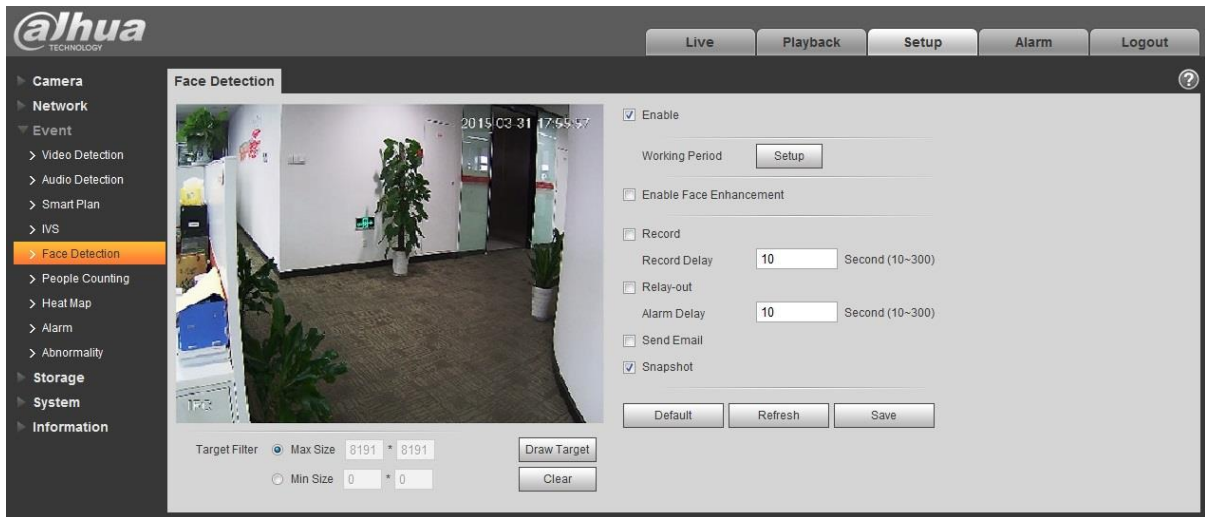 alhua
TECHNOLOGY
Live
Playback
Setup
Alarm
Logout
Camera
Network
Event
Video Detection
Audio Detection
Smart Plan
IVS
Face Detection
People Counting
Heat Map
Alarm
Abnormality
Storage
System
Information
Face Detection
?
2015-03-31 17:55:57
IPC
Target Filter Max Size 8191 * 8191 Draw Target
Min Size 0 * 0 Clear
Enable
Working Period Setup
Enable Face Enhancement
Record
Record Delay 10 Second (10~300)
Relay-out
Alarm Delay 10 Second (10~300)
Send Email
Snapshot
Default Refresh Save